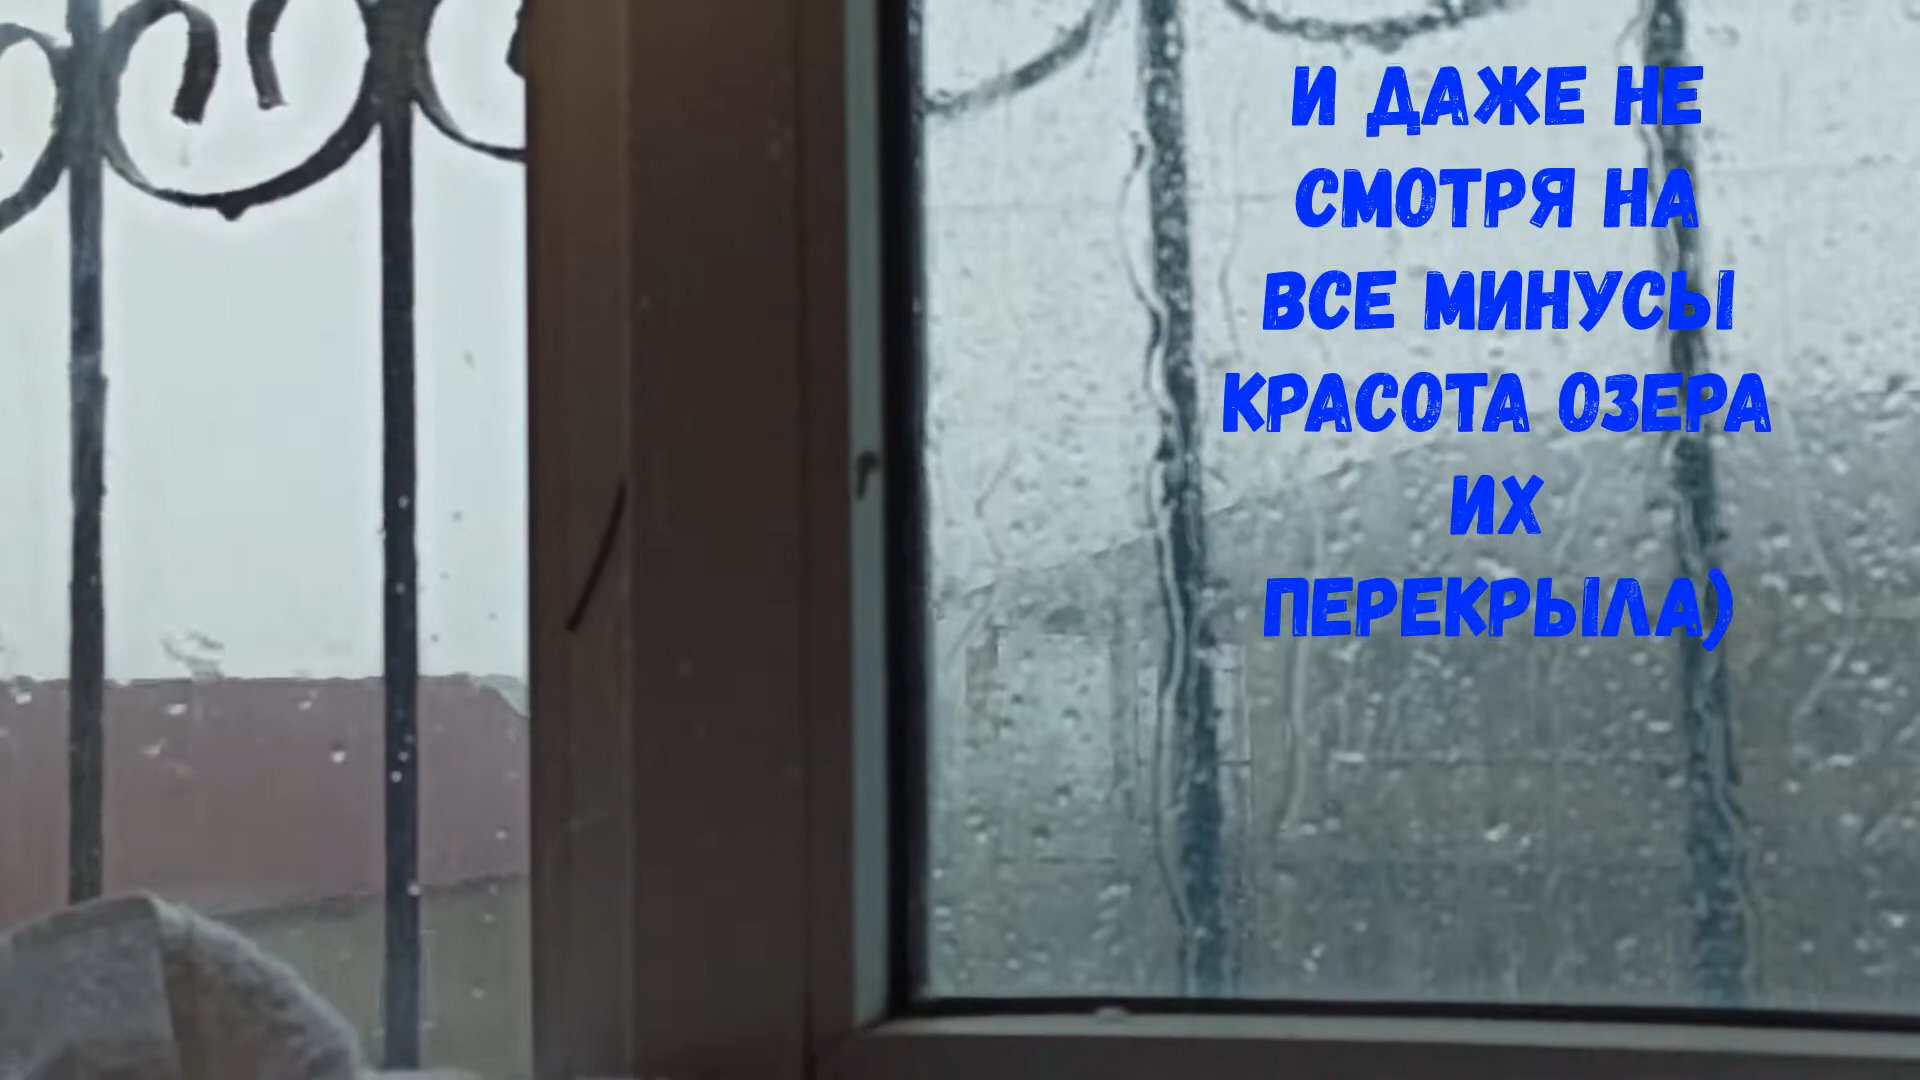 И ДАЖЕ НЕ
СМОТРЯ НА
ВСЕ МИНУСЫ
КРАСОТА ОЗЕРА
ИХ
ПЕРЕКРЫЛА)